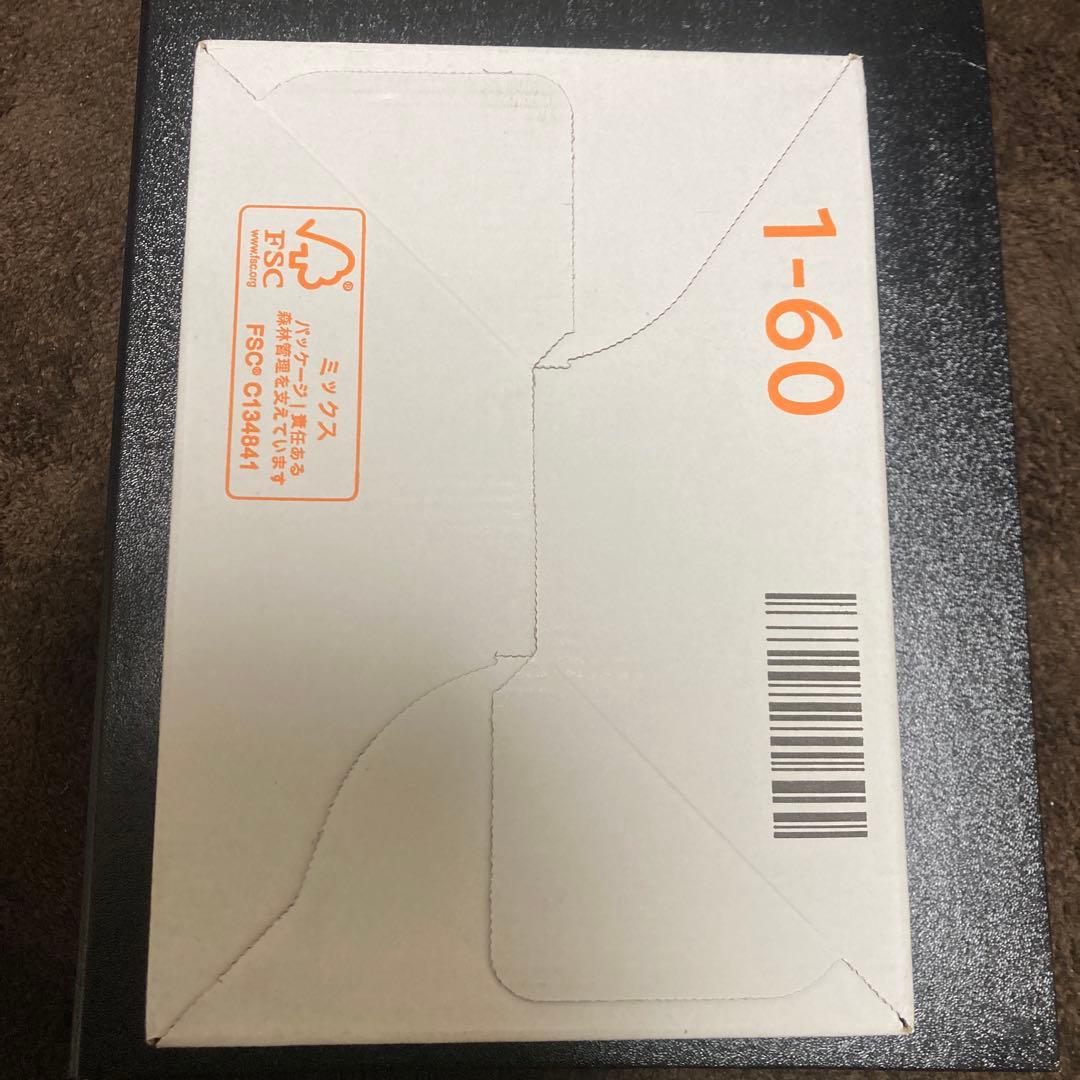 1-60
FSC®
www.fsc.org
ミックス
パッケージ|責任ある
森林管理を支えています
FSC® C134841